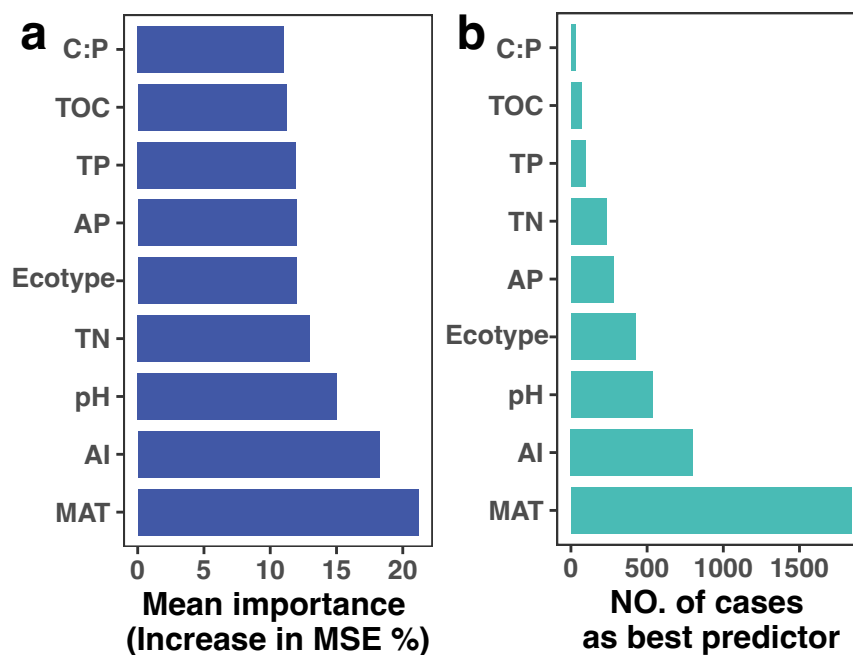 a
C:P
TOC
TP
AP
Ecotype
TN
pH
AI
MAT
0 5 10 15 20
Mean importance
(Increase in MSE %)
b
C:P
TOC
TP
TN
AP
Ecotype
pH
AI
MAT
0 500 1000 1500
NO. of cases
as best predictor